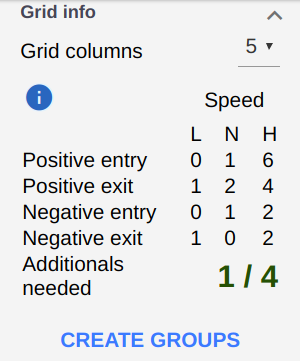 Grid info
Grid columns 5
Speed
L N H
Positive entry 0 1 6
Positive exit 1 2 4
Negative entry 0 1 2
Negative exit 1 0 2
Additionals
needed 1 / 4
CREATE GROUPS